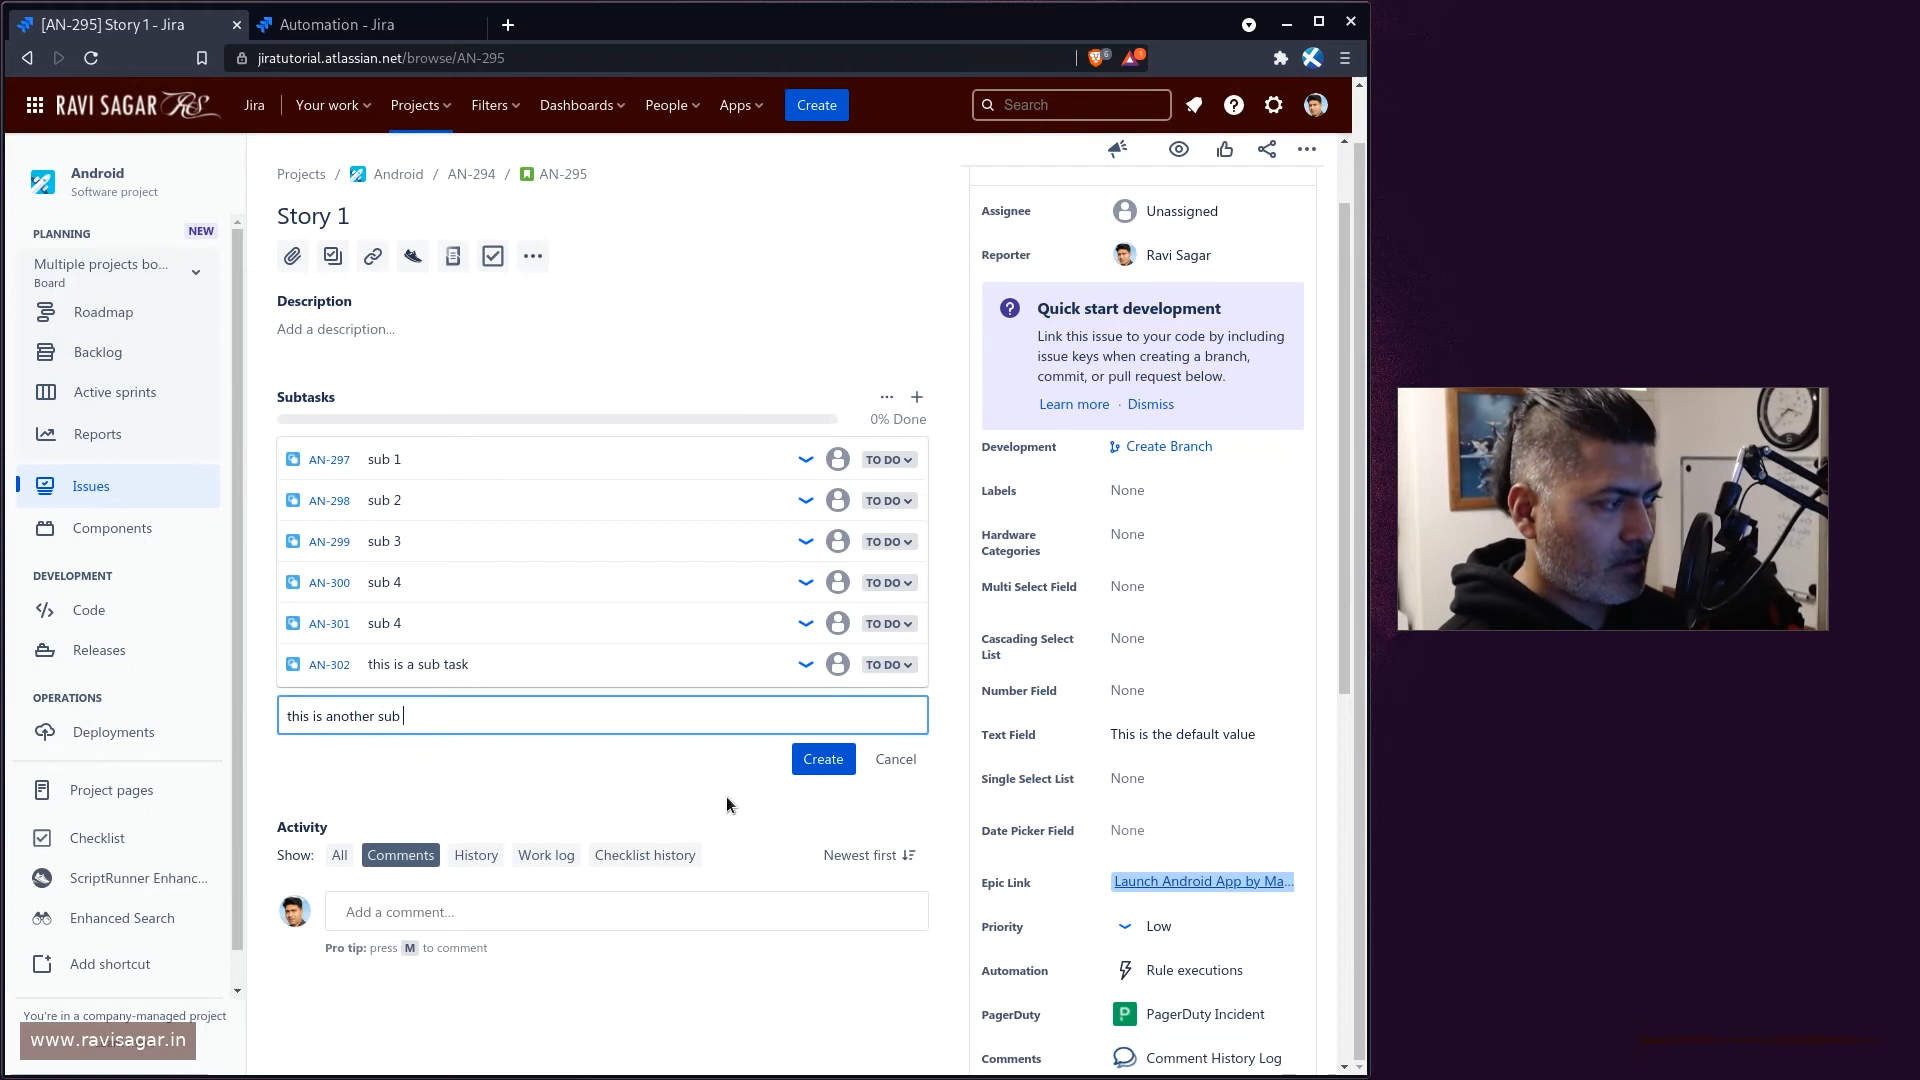 [AN-295] Story 1 - Jira
Automation - Jira
jiratutorial.atlassian.net/browse/AN-295
6
1
RAVI SAGAR RS
Jira
Your work
Projects
Filters
Dashboards
People
Apps
Create
Search
Android
Software project
PLANNING
NEW
Multiple projects bo...
Board
Roadmap
Backlog
Active sprints
Reports
Issues
Components
DEVELOPMENT
Code
Releases
OPERATIONS
Deployments
Project pages
Checklist
ScriptRunner Enhanc...
Enhanced Search
Add shortcut
You're in a company-managed project
www.ravisagar.in
Projects / Android / AN-294 / AN-295
Story 1
Description
Add a description...
Subtasks
0% Done
AN-297 sub 1 TO DO
AN-298 sub 2 TO DO
AN-299 sub 3 TO DO
AN-300 sub 4 TO DO
AN-301 sub 4 TO DO
AN-302 this is a sub task TO DO
this is another sub
Create
Cancel
Activity
Show: All Comments History Work log Checklist history
Newest first
Add a comment...
Pro tip: press M to comment
Assignee Unassigned
Reporter Ravi Sagar
Quick start development
Link this issue to your code by including
issue keys when creating a branch,
commit, or pull request below.
Learn more · Dismiss
Development Create Branch
Labels None
Hardware
Categories
None
Multi Select Field None
Cascading Select
List
None
Number Field None
Text Field This is the default value
Single Select List None
Date Picker Field None
Epic Link Launch Android App by Ma...
Priority Low
Automation Rule executions
PagerDuty P PagerDuty Incident
Comments Comment History Log